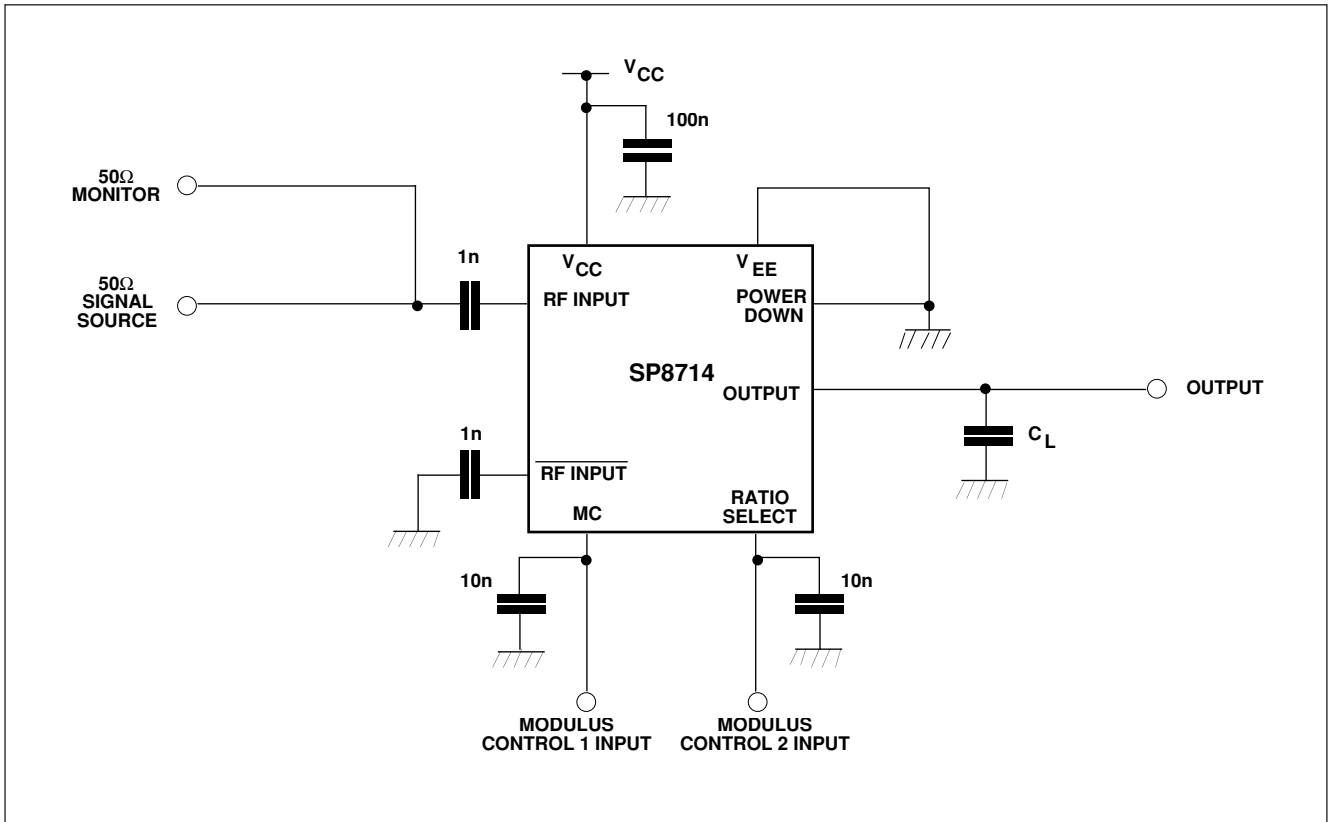 VCC
100n
50Ω
MONITOR
1n
50Ω
SIGNAL
SOURCE
VCC
VEE
RF INPUT
POWER
DOWN
SP8714
OUTPUT
OUTPUT
CL
1n
RF INPUT
MC
RATIO
SELECT
10n
10n
MODULUS
CONTROL 1 INPUT
MODULUS
CONTROL 2 INPUT